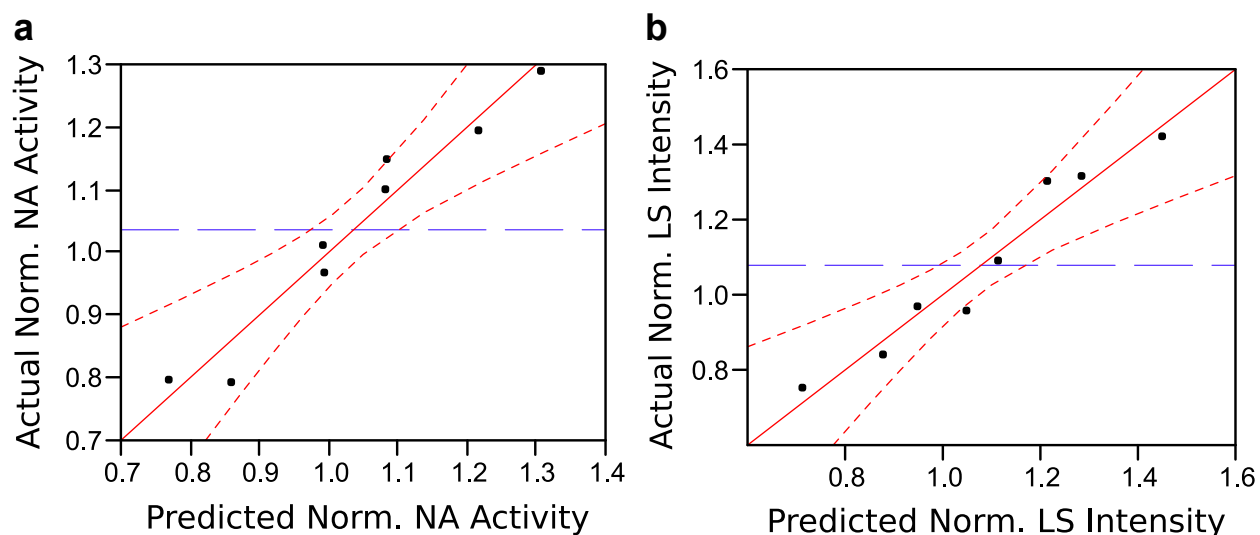 a
Actual Norm. NA Activity
1.3
1.2
1.1
1.0
0.9
0.8
0.7
0.7 0.8 0.9 1.0 1.1 1.2 1.3 1.4
Predicted Norm. NA Activity
b
Actual Norm. LS Intensity
1.6
1.4
1.2
1.0
0.8
0.8 1.0 1.2 1.4 1.6
Predicted Norm. LS Intensity